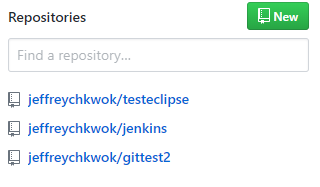 Repositories
New
Find a repository...
jeffreychkwok/testeclipse
jeffreychkwok/jenkins
jeffreychkwok/gittest2